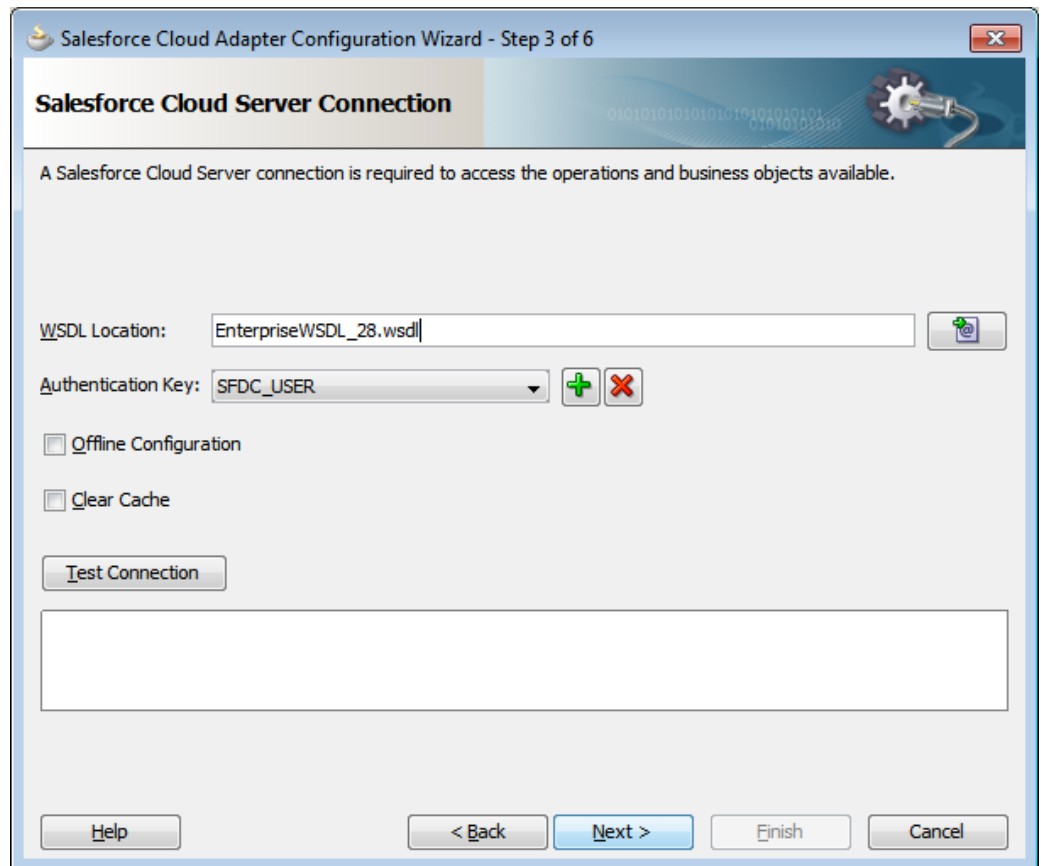 Salesforce Cloud Adapter Configuration Wizard - Step 3 of 6
Salesforce Cloud Server Connection
A Salesforce Cloud Server connection is required to access the operations and business objects available.
WSDL Location: EnterpriseWSDL_28.wsdl
Authentication Key: SFDC_USER
Offline Configuration
Clear Cache
Test Connection
Help < Back Next > Finish Cancel